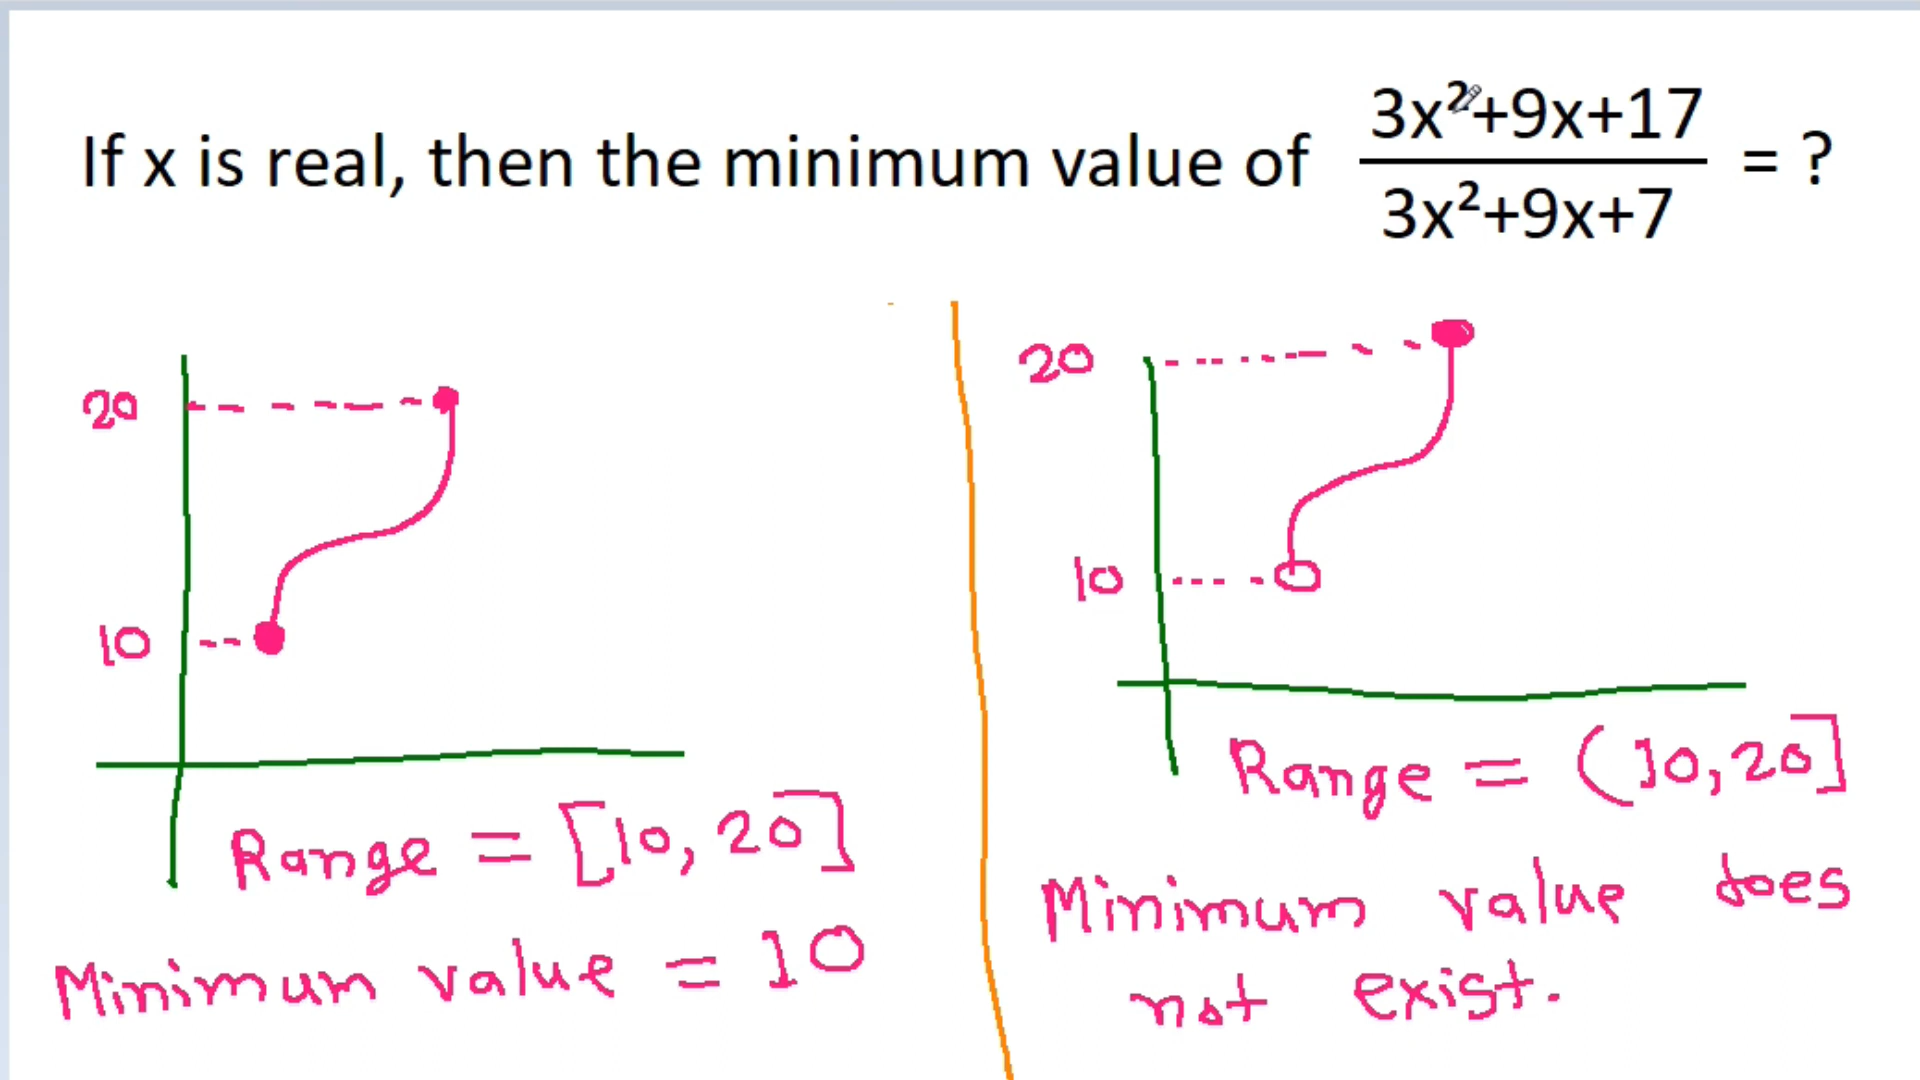 If x is real, then the minimum value of 3x²+9x+17 / 3x²+9x+7 = ?
20
10
Range = [10, 20]
Minimum value = 10
20
10
Range = (10, 20]
Minimum value does
not exist.